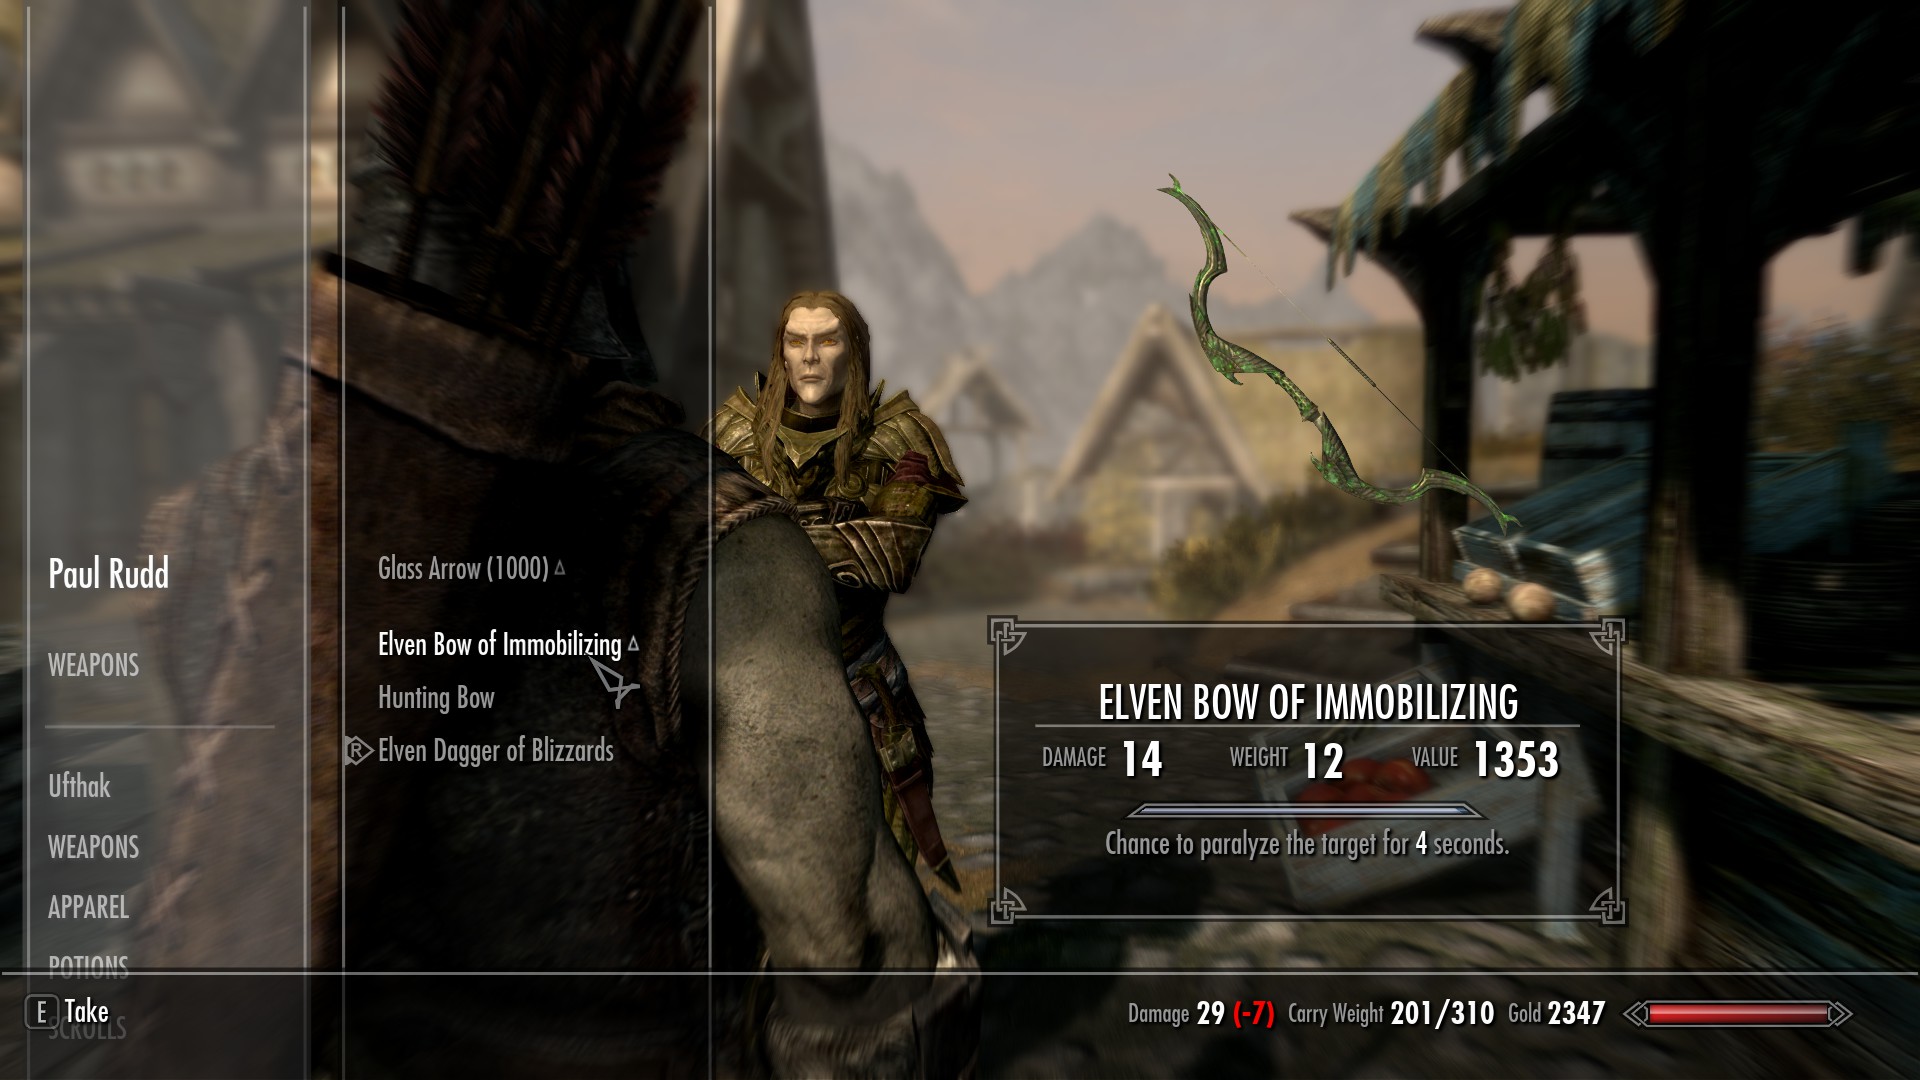 Paul Rudd
WEAPONS
Ufthak
WEAPONS
APPAREL
POTIONS
SCROLLS
Glass Arrow (1000)
Elven Bow of Immobilizing
Hunting Bow
R Elven Dagger of Blizzards
ELVEN BOW OF IMMOBILIZING
DAMAGE 14 WEIGHT 12 VALUE 1353
Chance to paralyze the target for 4 seconds.
E Take
Damage 29 (-7) Carry Weight 201/310 Gold 2347